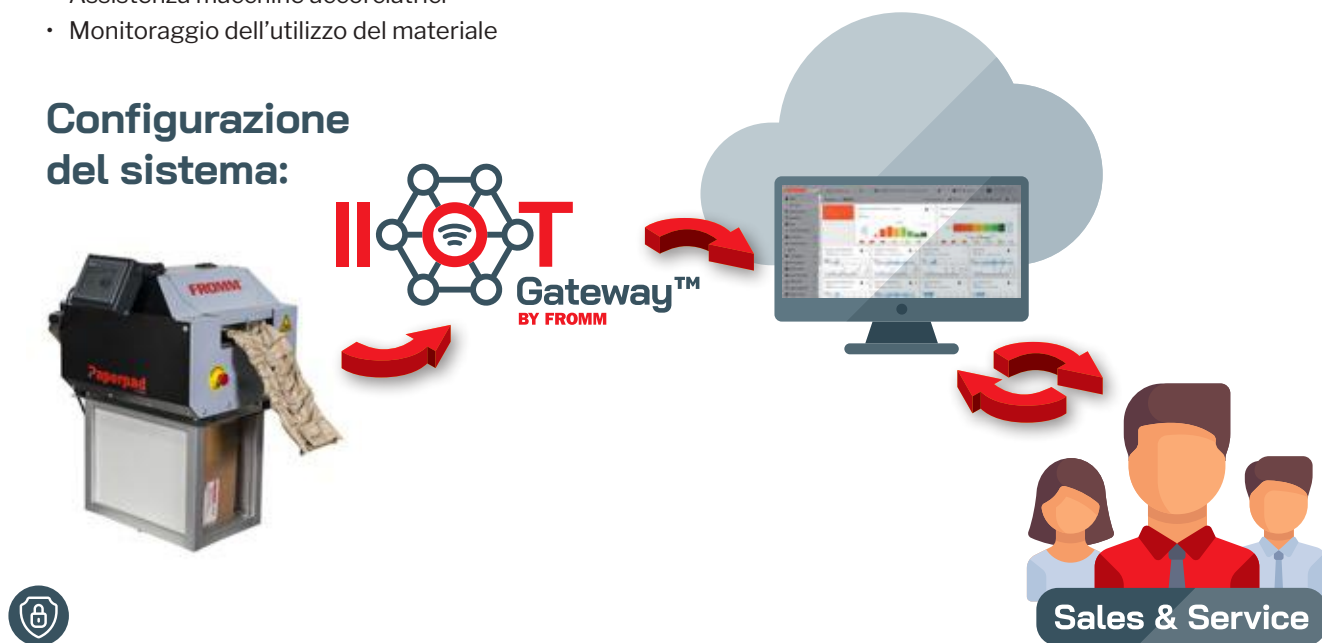 • Monitoraggio dell'utilizzo del materiale
Configurazione
del sistema:
IIOT
Gateway™
BY FROMM
FROMM
Paperpad
Sales & Service